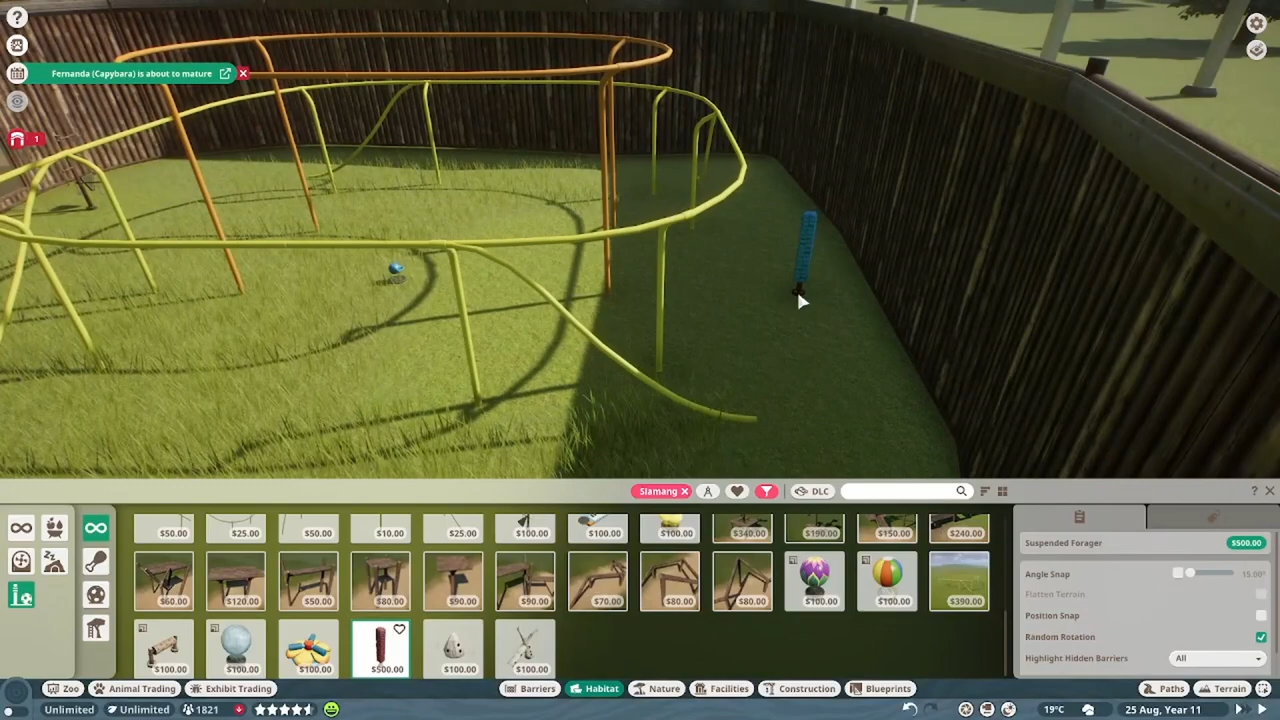 ?
Fernanda (Capybara) is about to mature
1
Siamang
DLC
?
$50.00 $25.00 $50.00 $10.00 $25.00 $100.00 $100.00 $100.00 $340.00 $190.00 $150.00 $240.00
$60.00 $120.00 $50.00 $80.00 $90.00 $90.00 $70.00 $80.00 $80.00 $100.00 $100.00 $390.00
$100.00 $100.00 $100.00 $500.00 $100.00 $100.00
Suspended Forager $500.00
Angle Snap 15.00°
Flatten Terrain
Position Snap
Random Rotation
Highlight Hidden Barriers All
Zoo Animal Trading Exhibit Trading Barriers Habitat Nature Facilities Construction Blueprints Paths Terrain
Unlimited Unlimited 1821 19°C 25 Aug, Year 11